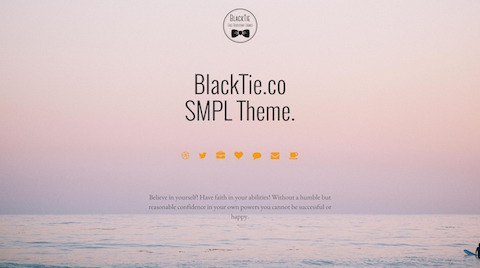 BlackTie
BlackTie.co
SMPL Theme.
Believe in yourself! Have faith in your abilities! Without a humble but
reasonable confidence in your own powers you cannot be successful or
happy.